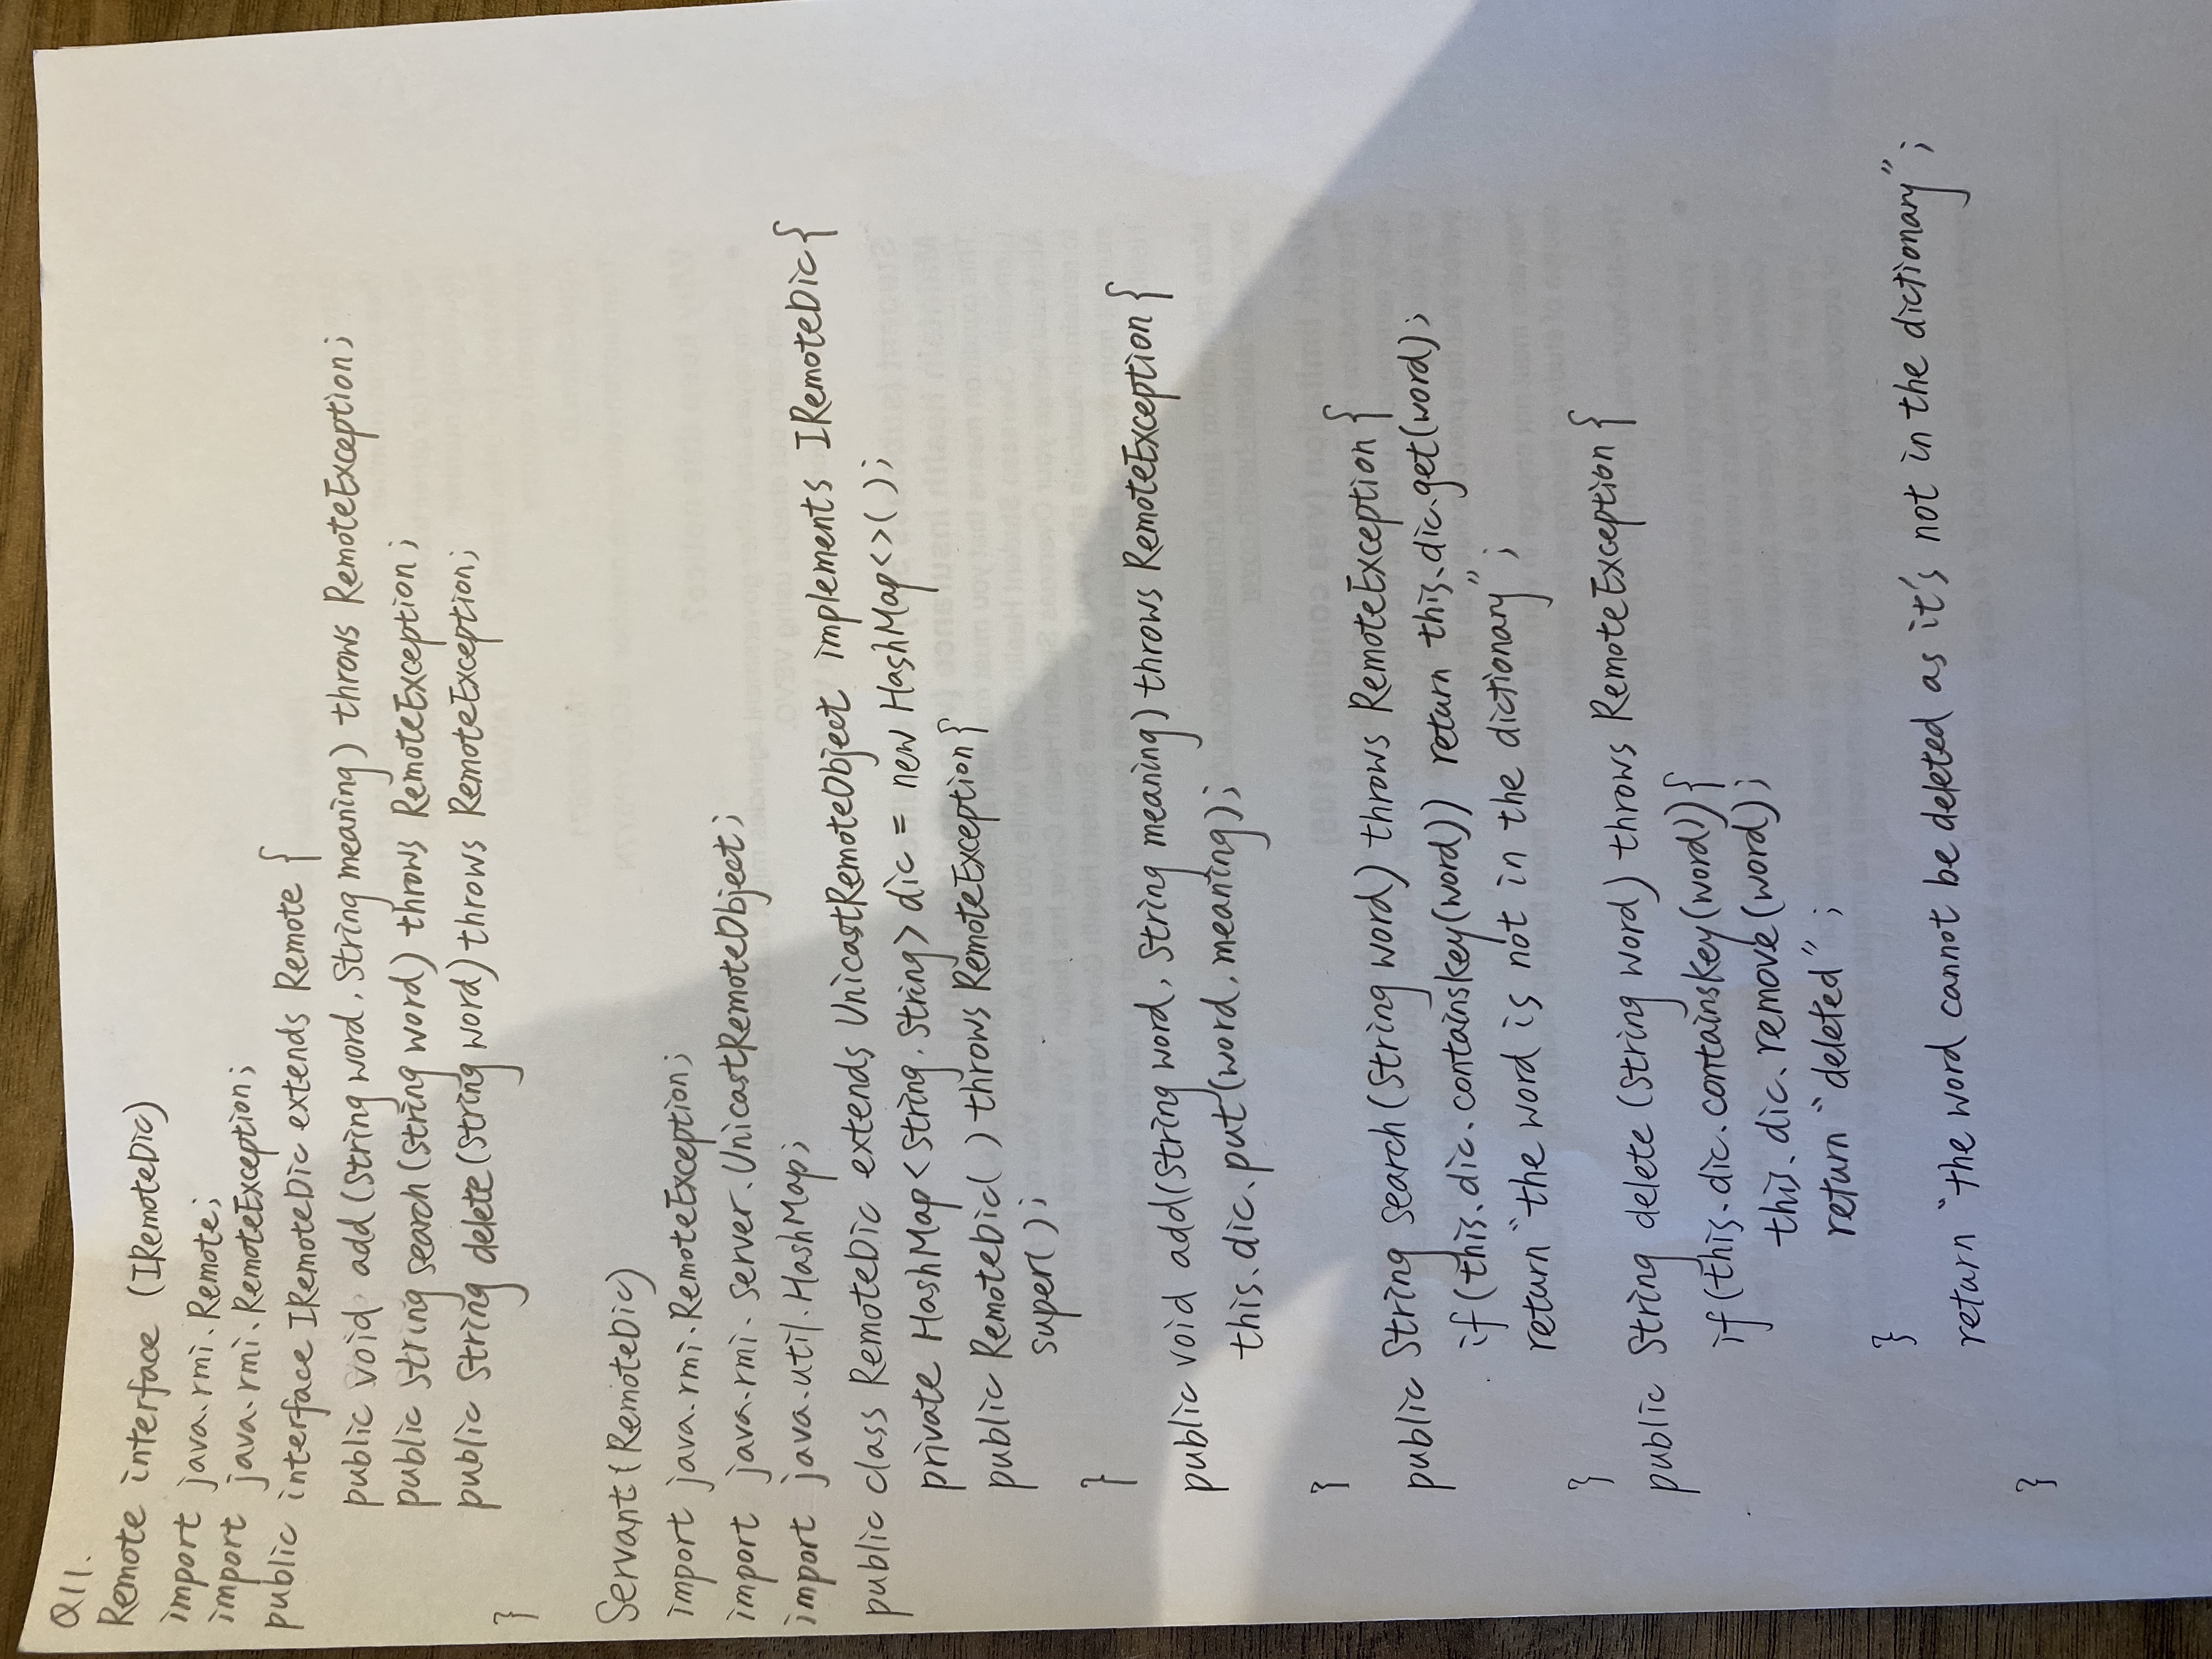 Q11.
Remote interface (IRemoteDic)
import java.rmi.Remote;
import java.rmi.RemoteException;
public interface IRemoteDic extends Remote {
public void add (String word, String meaning) throws RemoteException;
public String search (String word) throws RemoteException;
public String delete (String word) throws RemoteException;
}
Servant (RemoteDic)
import java.rmi.RemoteException;
import java.rmi.server.UnicastRemoteObject;
import java.util.HashMap;
public class RemoteDic extends UnicastRemoteObject implements IRemoteDic {
private HashMap<String, String> dic = new HashMap<>( );
public RemoteDic( ) throws RemoteException {
super( );
}
public void add(String word, String meaning) throws RemoteException {
this.dic.put(word, meaning);
}
public String search (String word) throws RemoteException {
if (this.dic.containsKey(word)) return this.dic.get(word);
return "the word is not in the dictionary";
}
public String delete (String word) throws RemoteException {
if (this.dic.containsKey(word)) {
this.dic.remove(word);
return "deleted";
}
return "the word cannot be deleted as it's not in the dictionary";
}